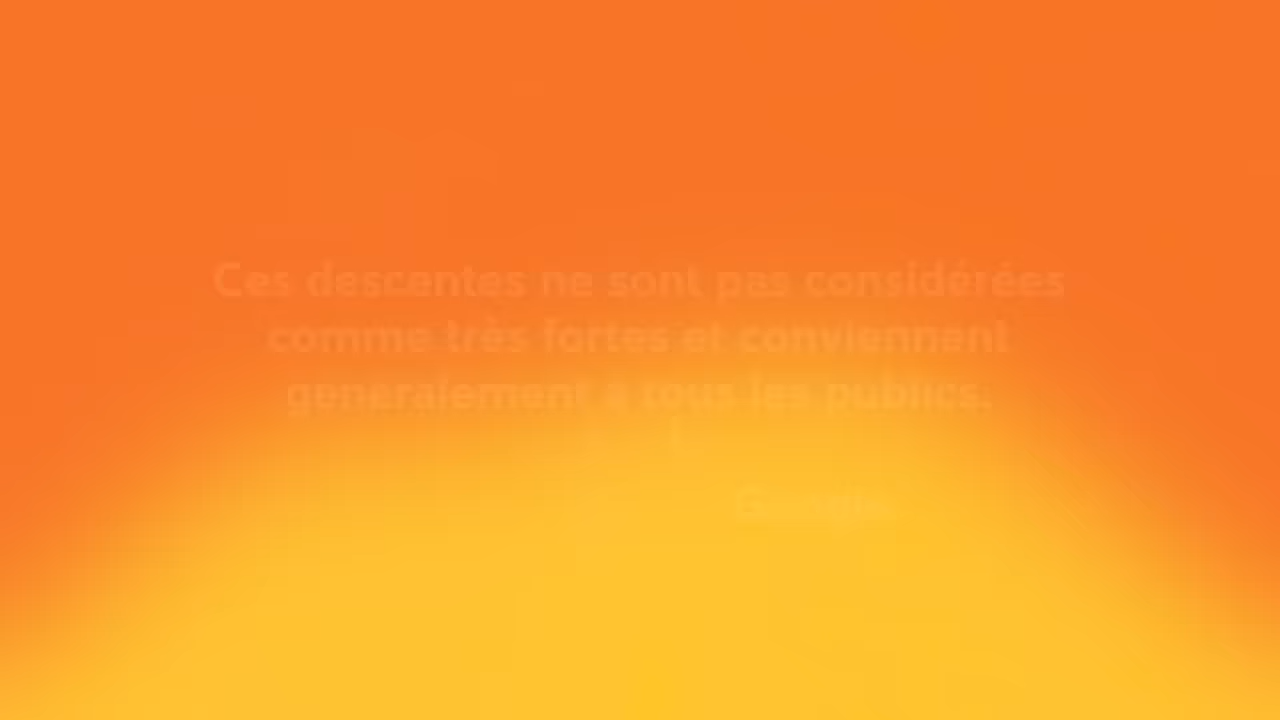 Ces descentes ne sont pas considérées
comme très fortes et conviennent
généralement à tous les publics.